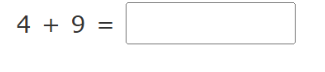 4 + 9 =